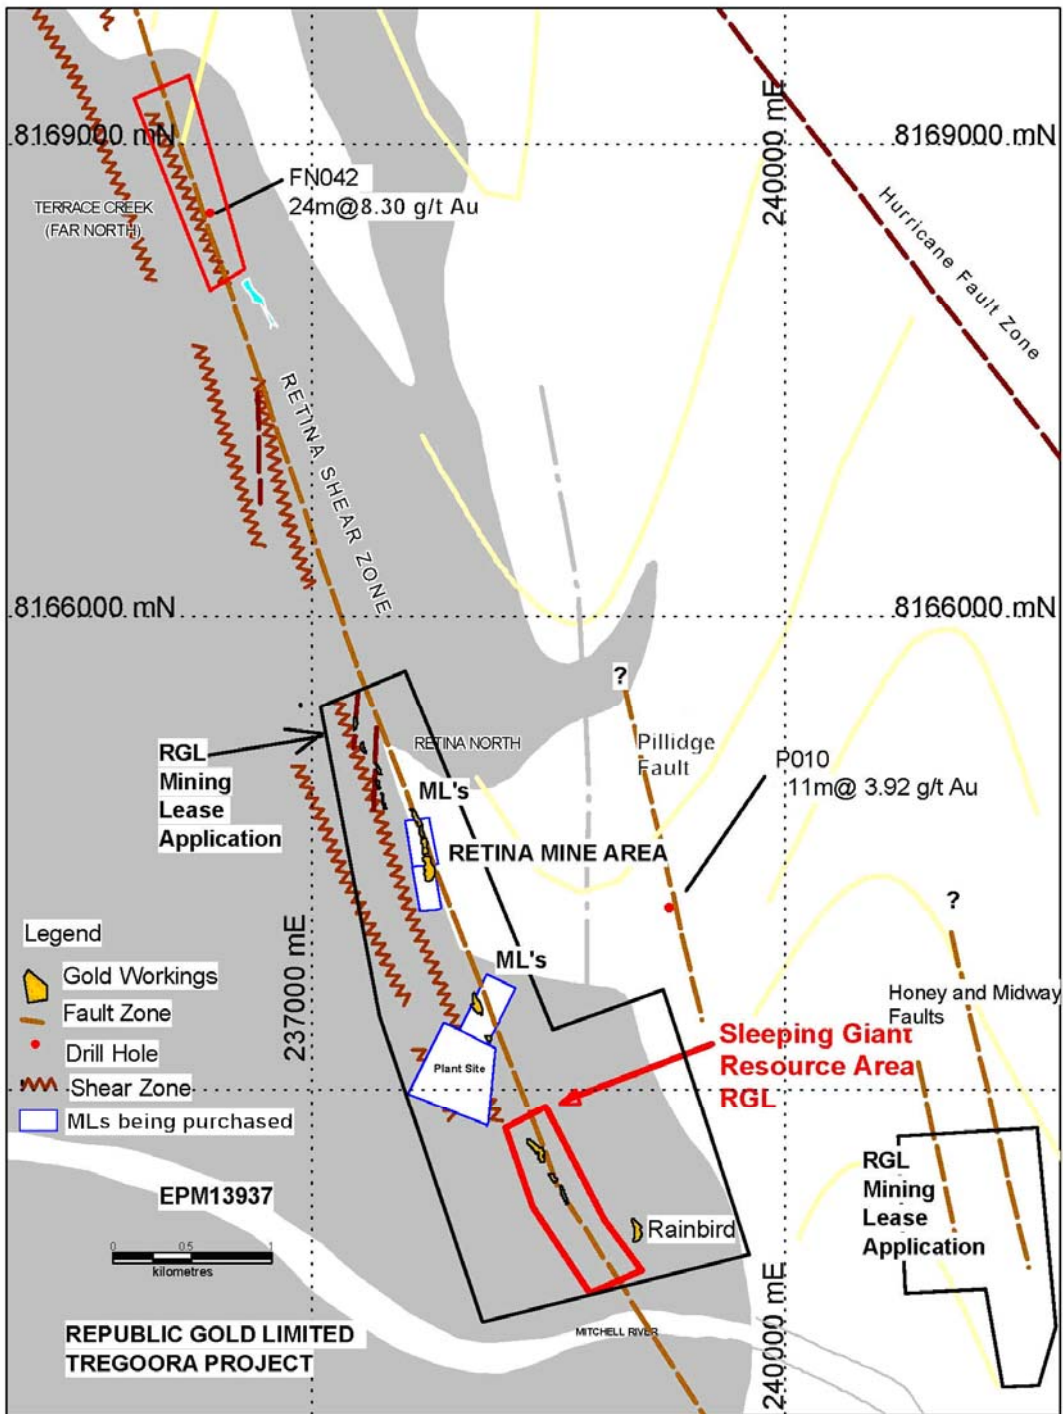 8169000 mN
8169000 mN
240000 mE
FN042
24m@8.30 g/t Au
TERRACE CREEK
(FAR NORTH)
Hurricane Fault Zone
RETINA SHEAR ZONE
8166000 mN
8166000 mN
?
RETINA NORTH
Pillidge
Fault
P010
11m@ 3.92 g/t Au
RGL
Mining
Lease
Application
ML's
RETINA MINE AREA
?
237000 mE
Legend
Gold Workings
Fault Zone
Drill Hole
Shear Zone
MLs being purchased
ML's
Plant Site
Honey and Midway
Faults
Sleeping Giant
Resource Area
RGL
RGL
Mining
Lease
Application
EPM13937
Rainbird
0 0.5 1
kilometres
240000 mE
MITCHELL RIVER
REPUBLIC GOLD LIMITED
TREGOORA PROJECT